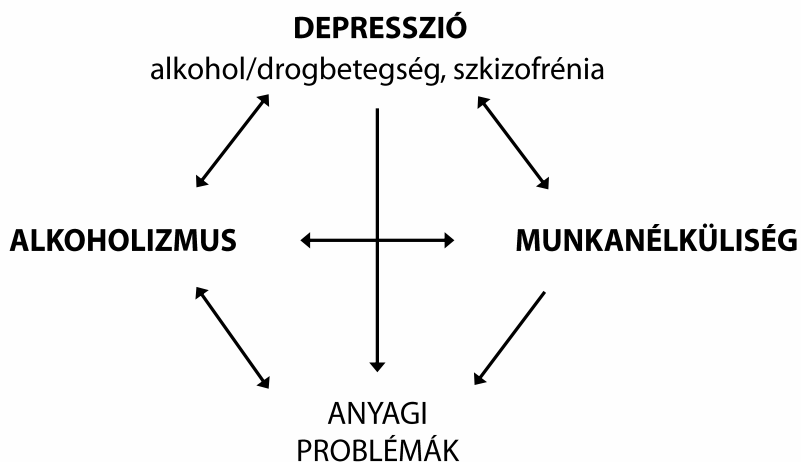 DEPRESSZIÓ
alkohol/drogbetegség, szkizofrénia
ALKOHOLIZMUS
MUNKANÉLKÜLISÉG
ANYAGI
PROBLÉMÁK